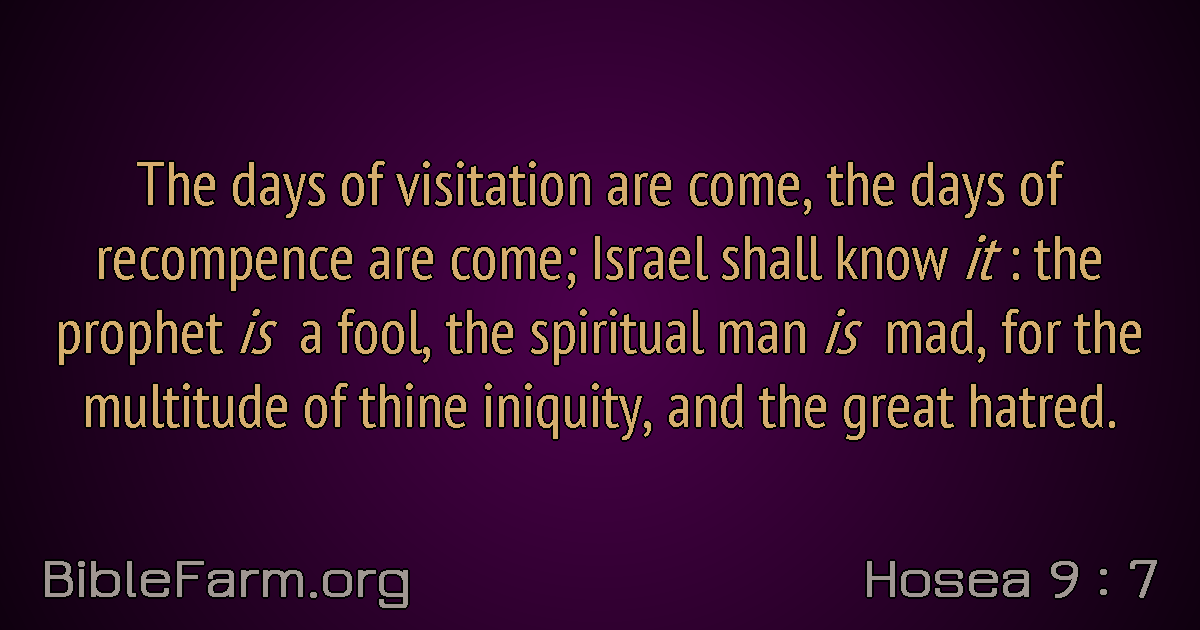 The days of visitation are come, the days of
recompence are come; Israel shall know it : the
prophet is a fool, the spiritual man is mad, for the
multitude of thine iniquity, and the great hatred.
BibleFarm.org
Hosea 9 : 7